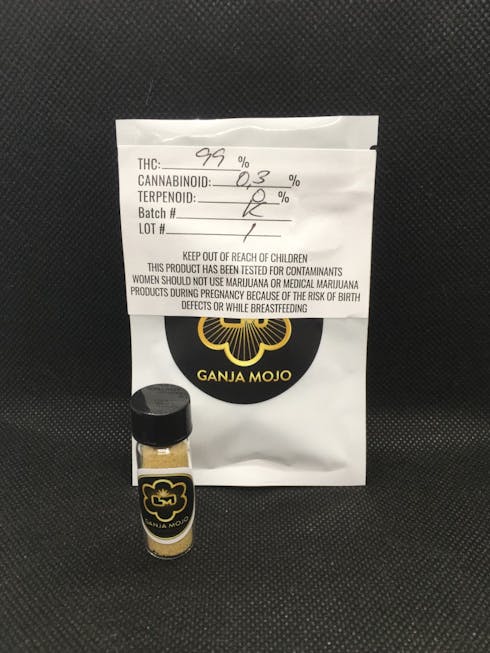 THC: 99 %
CANNABINOID: 0,3 %
TERPENOID: 0 %
Batch # K
LOT # 1
KEEP OUT OF REACH OF CHILDREN
THIS PRODUCT HAS BEEN TESTED FOR CONTAMINANTS
WOMEN SHOULD NOT USE MARIJUANA OR MEDICAL MARIJUANA
PRODUCTS DURING PREGNANCY BECAUSE OF THE RISK OF BIRTH
DEFECTS OR WHILE BREASTFEEDING
GANJA MOJO
GM
GANJA MOJO